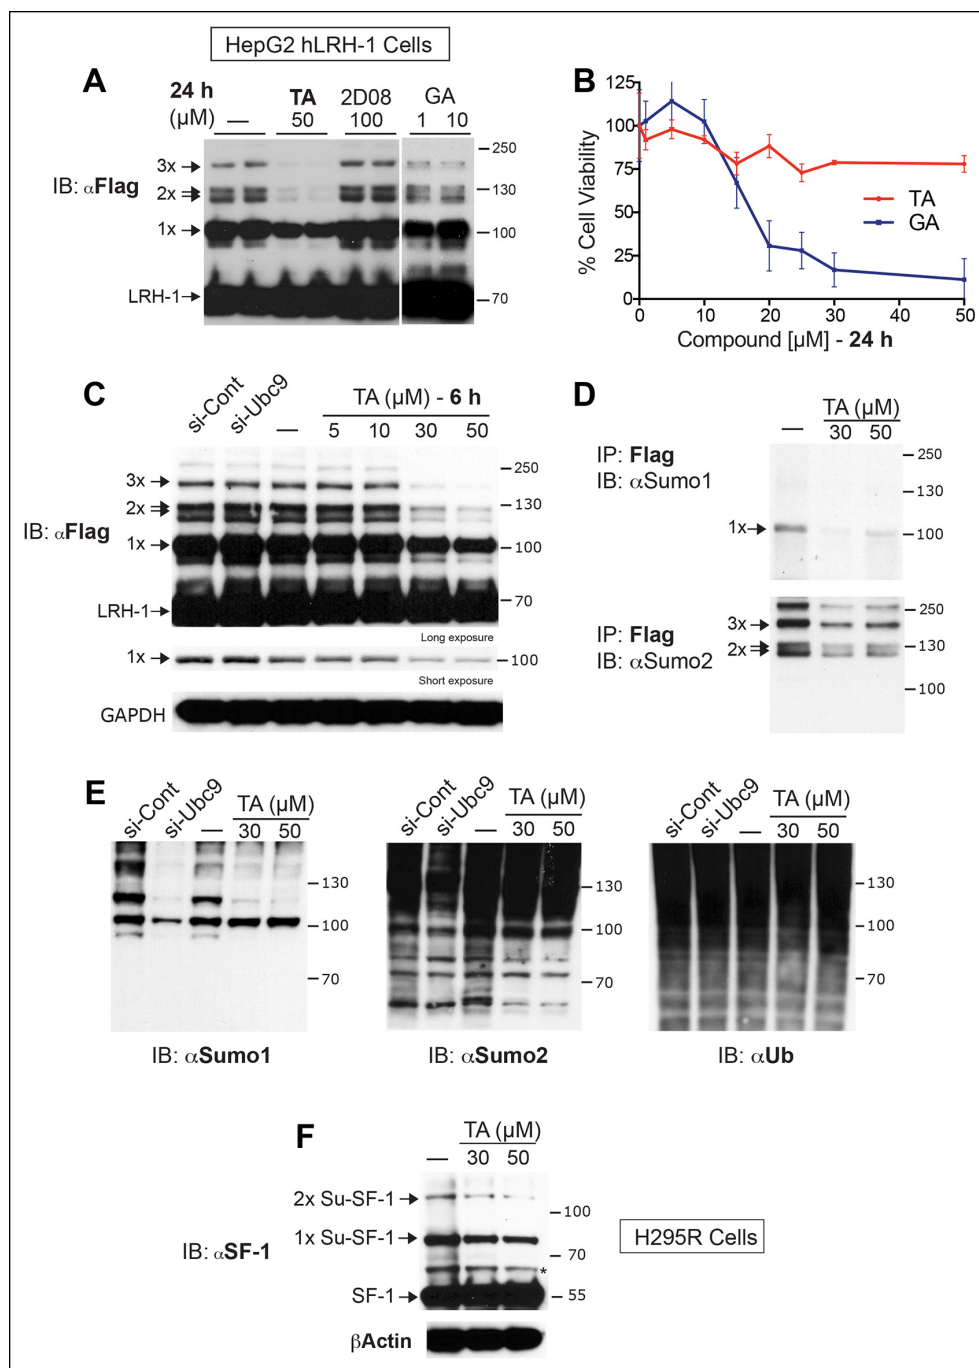 HepG2 hLRH-1 Cells
A
24 h TA 2D08 GA
(µM) — 50 100 1 10
IB: αFlag
3x
2x
1x
LRH-1
250
130
100
70
B
% Cell Viability
125
100
75
50
25
0
0 10 20 30 40 50
Compound [µM] - 24 h
TA
GA
C
si-Cont si-Ubc9 — TA (µM) - 6 h
5 10 30 50
IB: αFlag
3x
2x
1x
LRH-1
250
130
100
70
Long exposure
1x
100
Short exposure
GAPDH
D
TA (µM)
— 30 50
IP: Flag
IB: αSumo1
1x
250
130
100
IP: Flag
IB: αSumo2
3x
2x
250
130
100
E
si-Cont si-Ubc9 — TA (µM)
30 50
130
100
70
IB: αSumo1
si-Cont si-Ubc9 — TA (µM)
30 50
130
100
70
IB: αSumo2
si-Cont si-Ubc9 — TA (µM)
30 50
130
100
70
IB: αUb
F
TA (µM)
— 30 50
IB: αSF-1
2x Su-SF-1
1x Su-SF-1
SF-1
100
70
*
55
βActin
H295R Cells